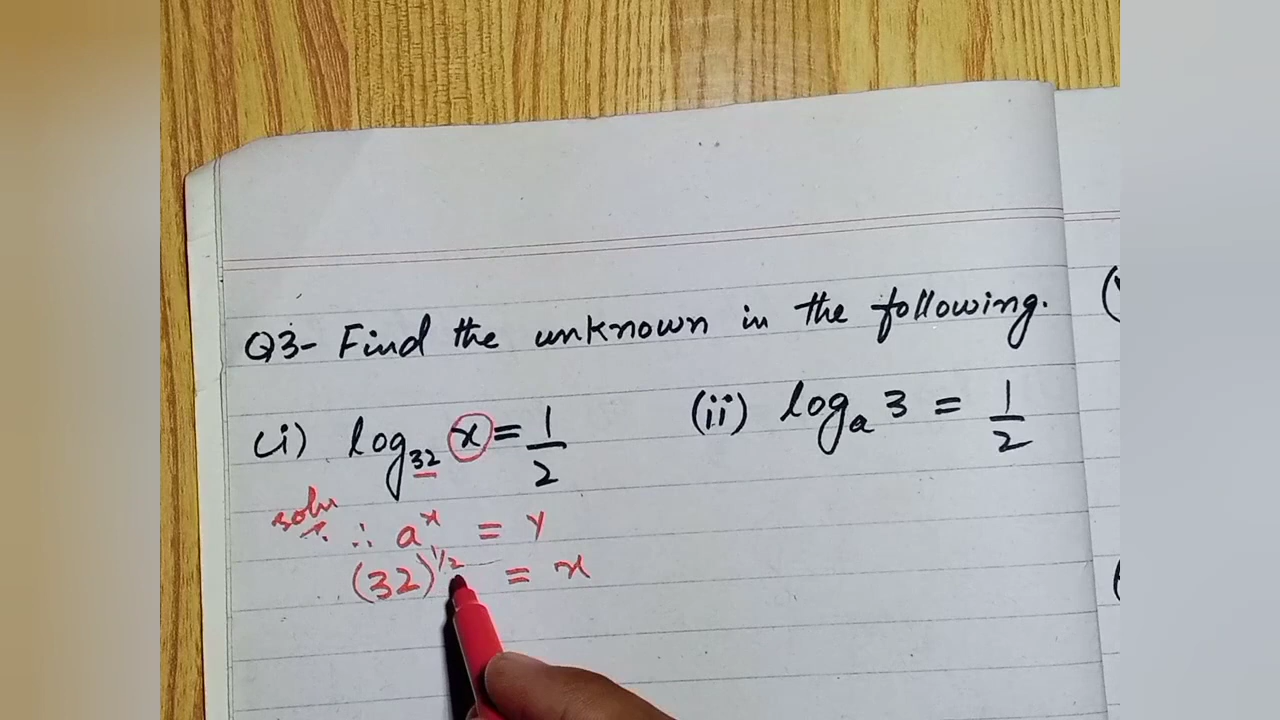 Q3- Find the unknown in the following.
(i) log₃₂ x = 1/2 (ii) logₐ 3 = 1/2
soln ∴ aˣ = y
(32)^1/2 = x